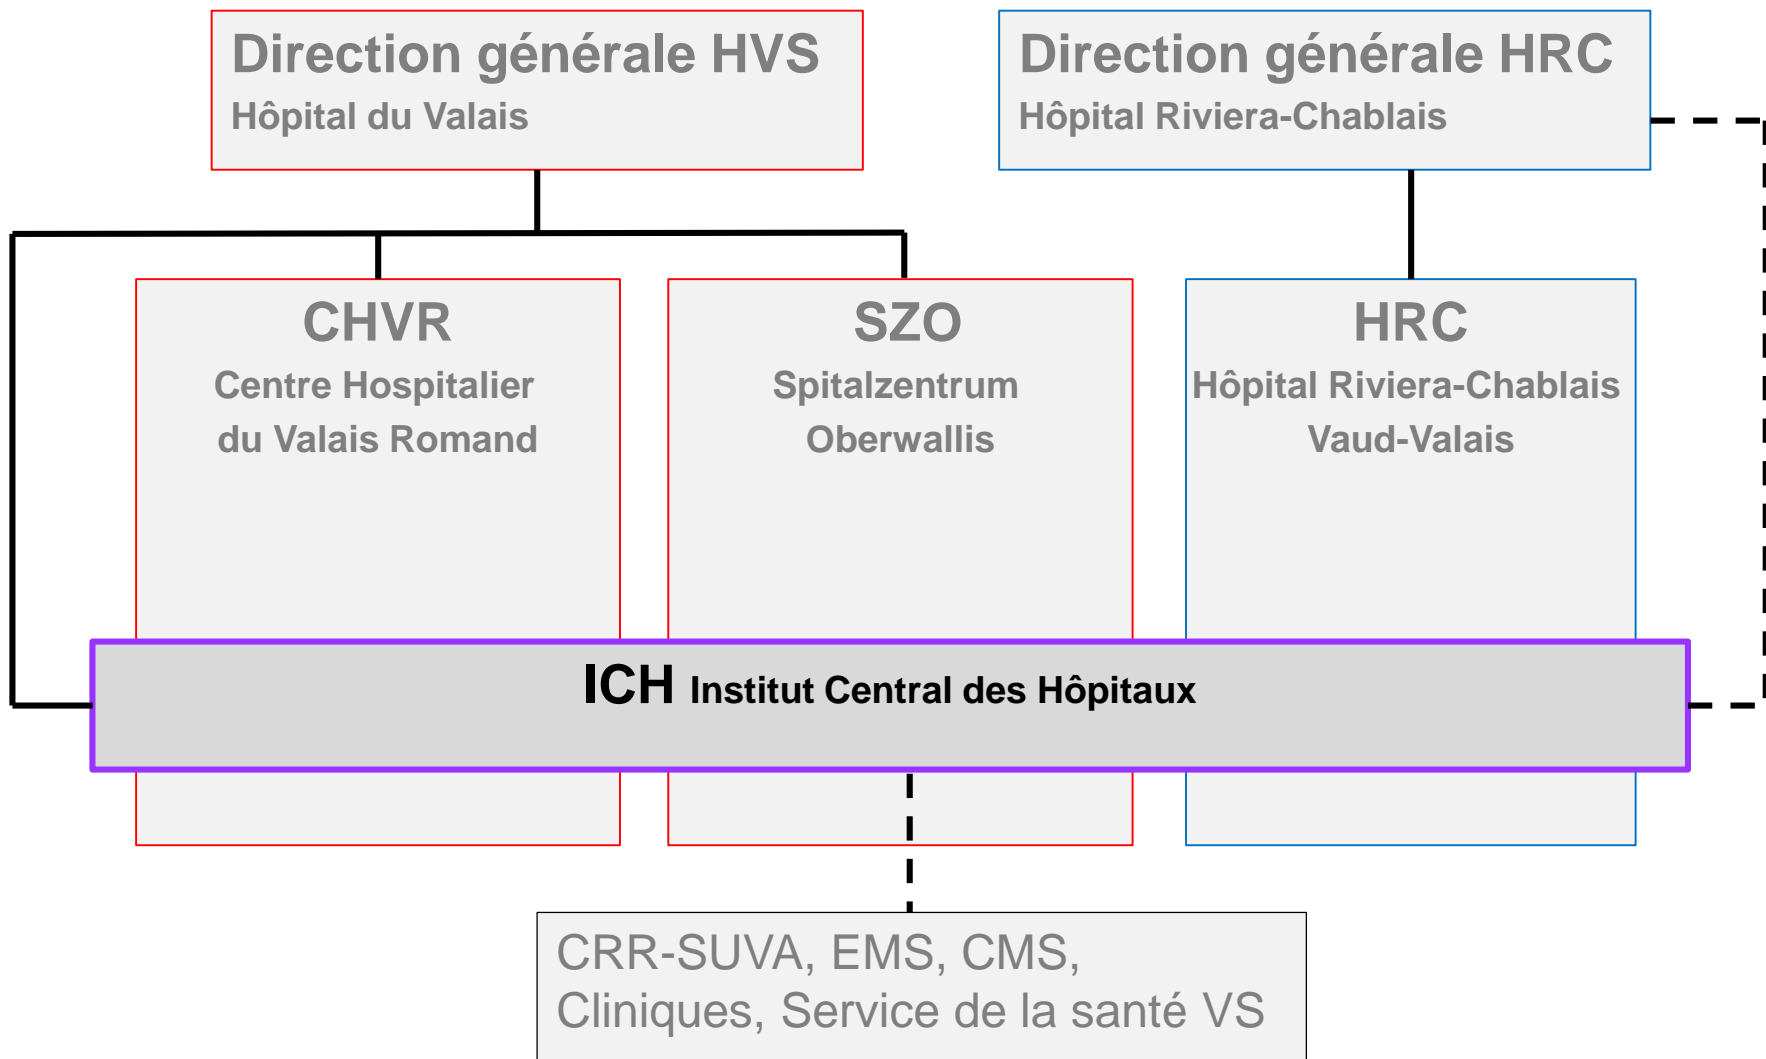 Direction générale HVS
Hôpital du Valais
Direction générale HRC
Hôpital Riviera-Chablais
CHVR
Centre Hospitalier
du Valais Romand
SZO
Spitalzentrum
Oberwallis
HRC
Hôpital Riviera-Chablais
Vaud-Valais
ICH Institut Central des Hôpitaux
CRR-SUVA, EMS, CMS,
Cliniques, Service de la santé VS